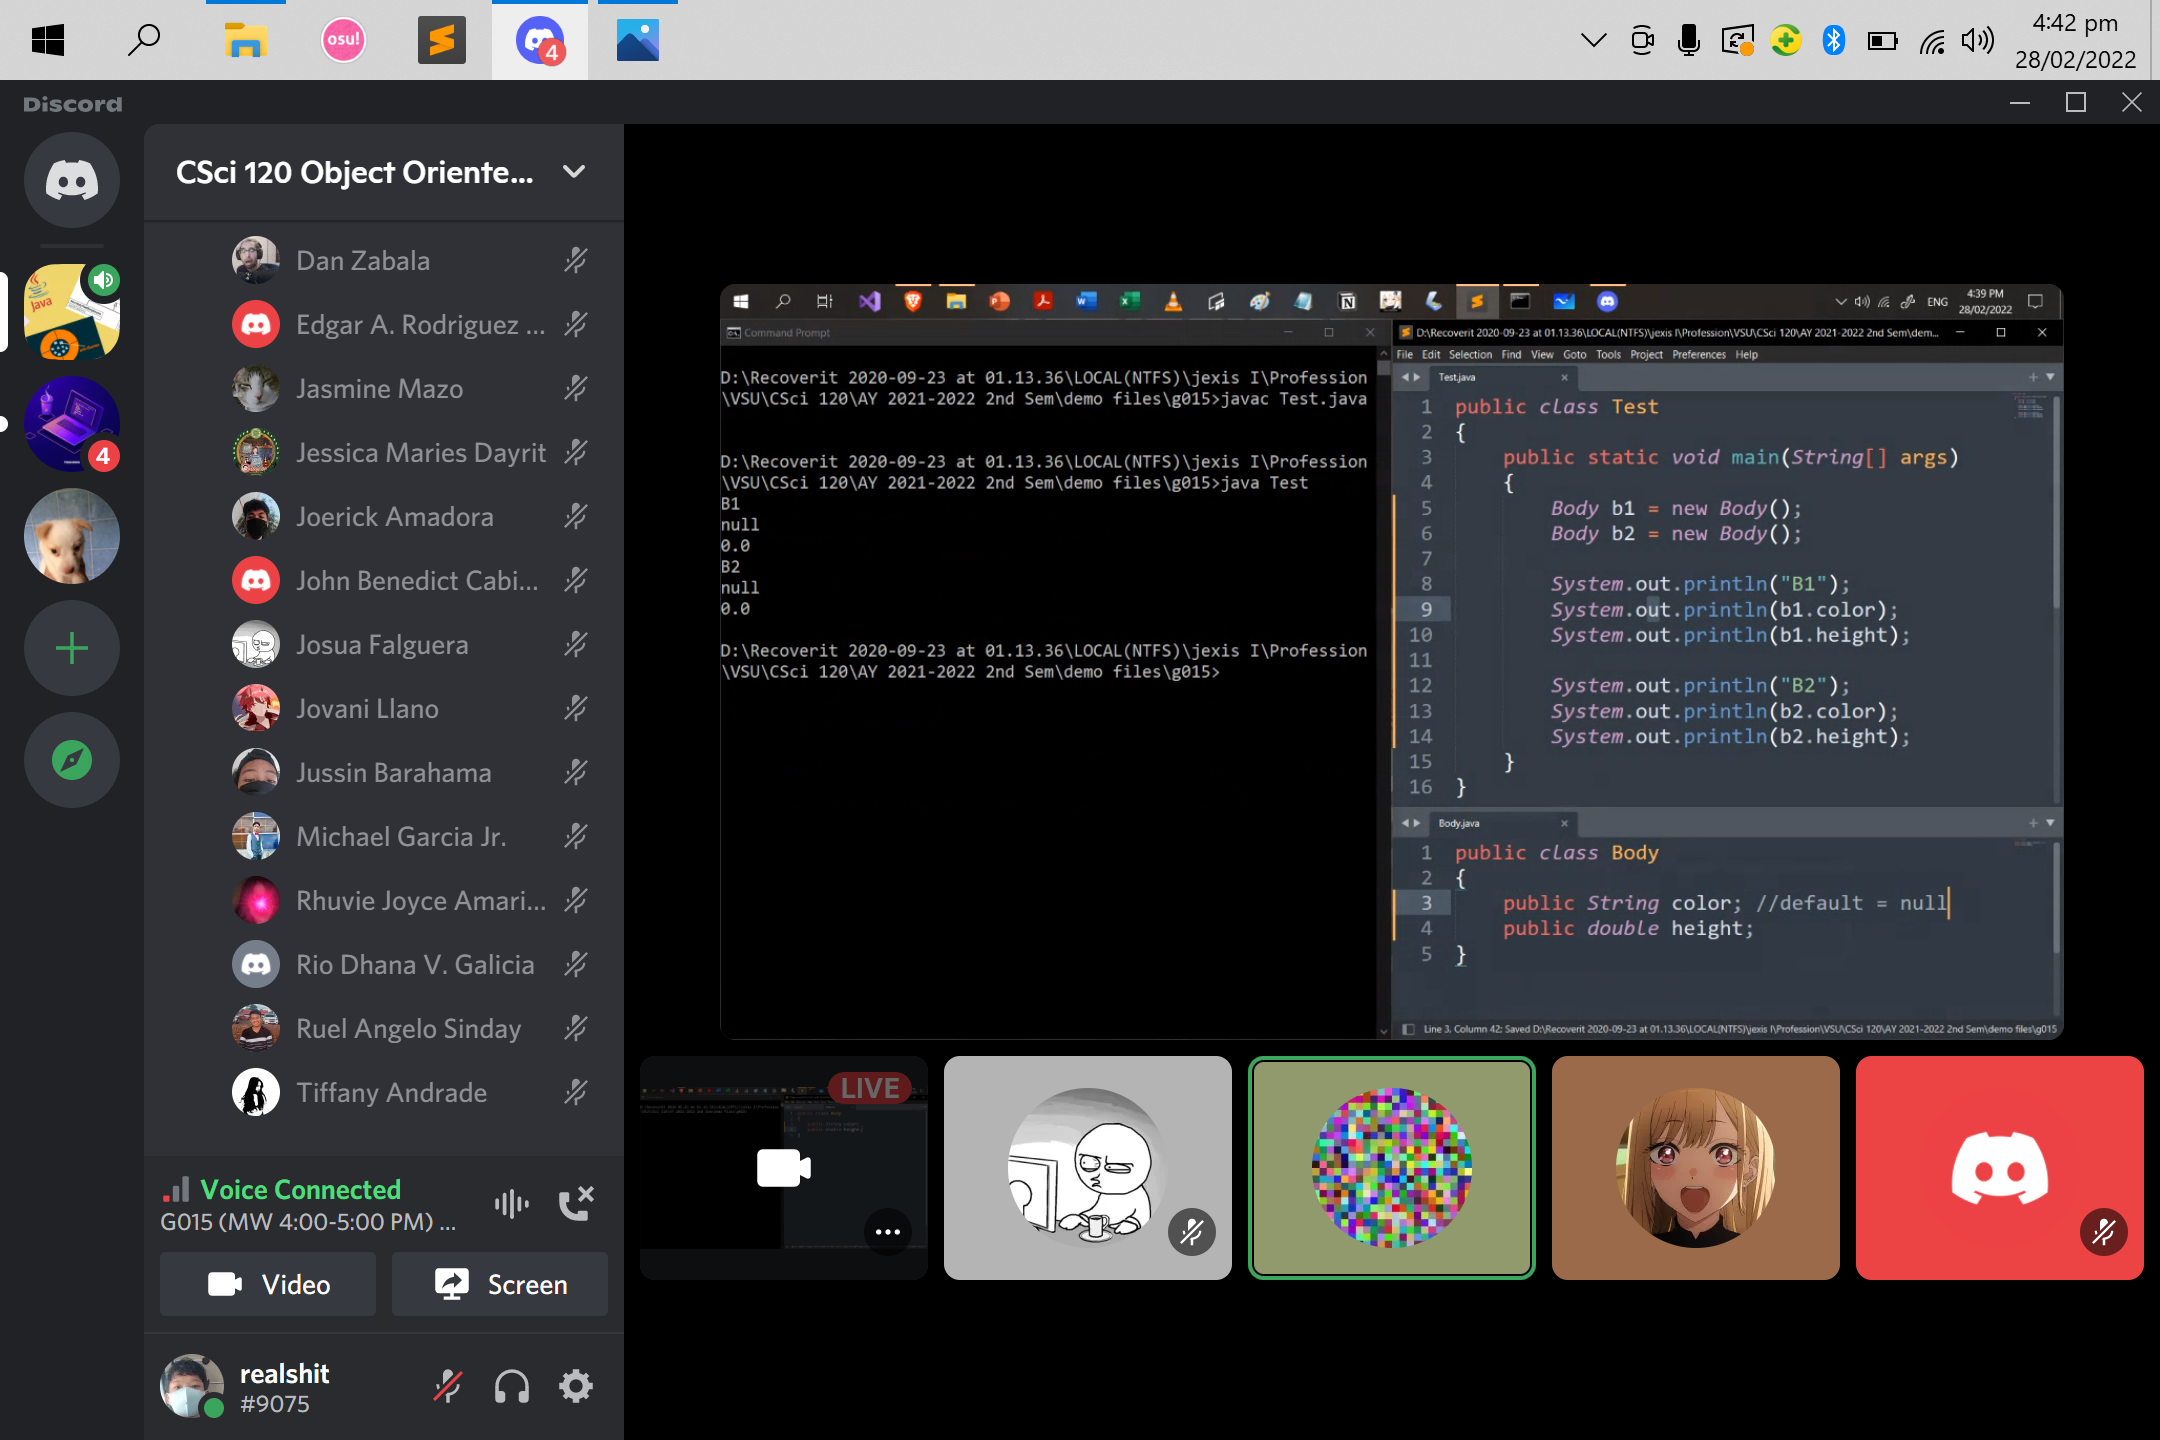 osu!
4
4:42 pm
28/02/2022
Discord
CSci 120 Object Oriente...
Java
4
Dan Zabala
Edgar A. Rodriguez ...
Jasmine Mazo
Jessica Maries Dayrit
Joerick Amadora
John Benedict Cabi...
Josua Falguera
Jovani Llano
Jussin Barahama
Michael Garcia Jr.
Rhuvie Joyce Amari...
Rio Dhana V. Galicia
Ruel Angelo Sinday
Tiffany Andrade
Voice Connected
G015 (MW 4:00-5:00 PM) ...
Video
Screen
realshit
#9075
ENG
4:39 PM
28/02/2022
Command Prompt
D:\Recoverit 2020-09-23 at 01.13.36\LOCAL(NTFS)\jexis I\Profession
\VSU\CSci 120\AY 2021-2022 2nd Sem\demo files\g015>javac Test.java
D:\Recoverit 2020-09-23 at 01.13.36\LOCAL(NTFS)\jexis I\Profession
\VSU\CSci 120\AY 2021-2022 2nd Sem\demo files\g015>java Test
B1
null
0.0
B2
null
0.0
D:\Recoverit 2020-09-23 at 01.13.36\LOCAL(NTFS)\jexis I\Profession
\VSU\CSci 120\AY 2021-2022 2nd Sem\demo files\g015>
D:\Recoverit 2020-09-23 at 01.13.36\LOCAL(NTFS)\jexis I\Profession\VSU\CSci 120\AY 2021-2022 2nd Sem\dem...
File Edit Selection Find View Goto Tools Project Preferences Help
Test.java
1 public class Test
2 {
3 public static void main(String[] args)
4 {
5 Body b1 = new Body();
6 Body b2 = new Body();
7
8 System.out.println("B1");
9 System.out.println(b1.color);
10 System.out.println(b1.height);
11
12 System.out.println("B2");
13 System.out.println(b2.color);
14 System.out.println(b2.height);
15 }
16 }
Body.java
1 public class Body
2 {
3 public String color; //default = null
4 public double height;
5 }
Line 3, Column 42; Saved D:\Recoverit 2020-09-23 at 01.13.36\LOCAL(NTFS)\jexis I\Profession\VSU\CSci 120\AY 2021-2022 2nd Sem\demo files\g015
LIVE